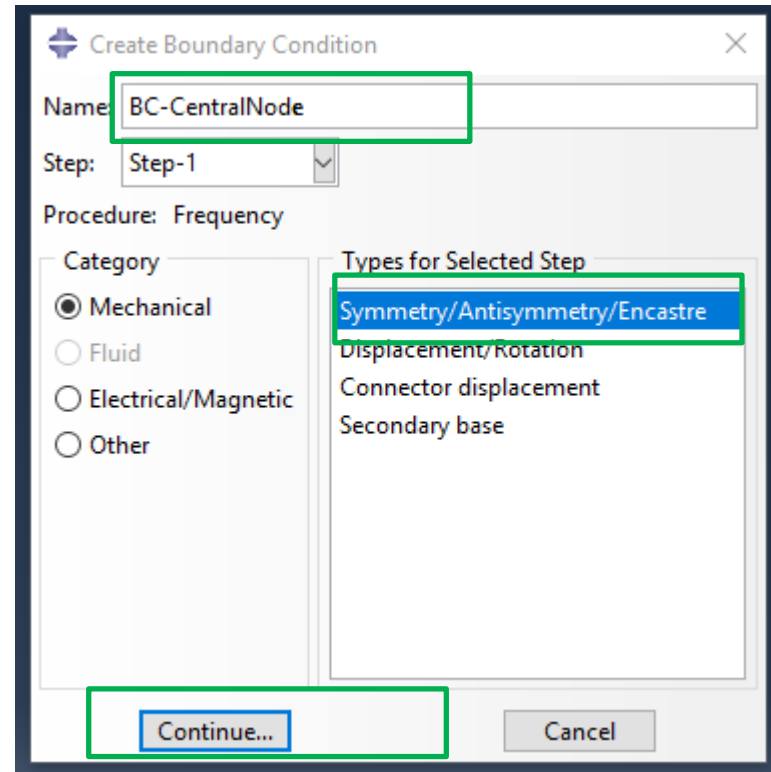 Create Boundary Condition
Name: BC-CentralNode
Step: Step-1
Procedure: Frequency
Category
Mechanical
Fluid
Electrical/Magnetic
Other
Types for Selected Step
Symmetry/Antisymmetry/Encastre
Displacement/Rotation
Connector displacement
Secondary base
Continue...
Cancel